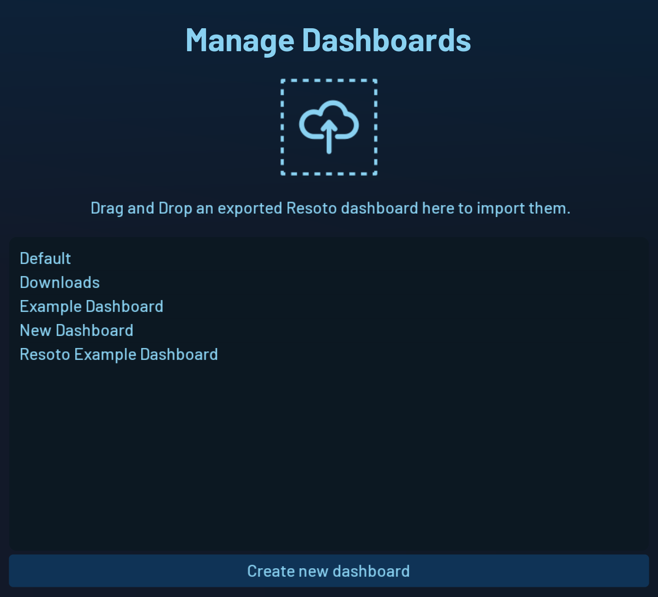 Manage Dashboards
Drag and Drop an exported Resoto dashboard here to import them.
Default
Downloads
Example Dashboard
New Dashboard
Resoto Example Dashboard
Create new dashboard